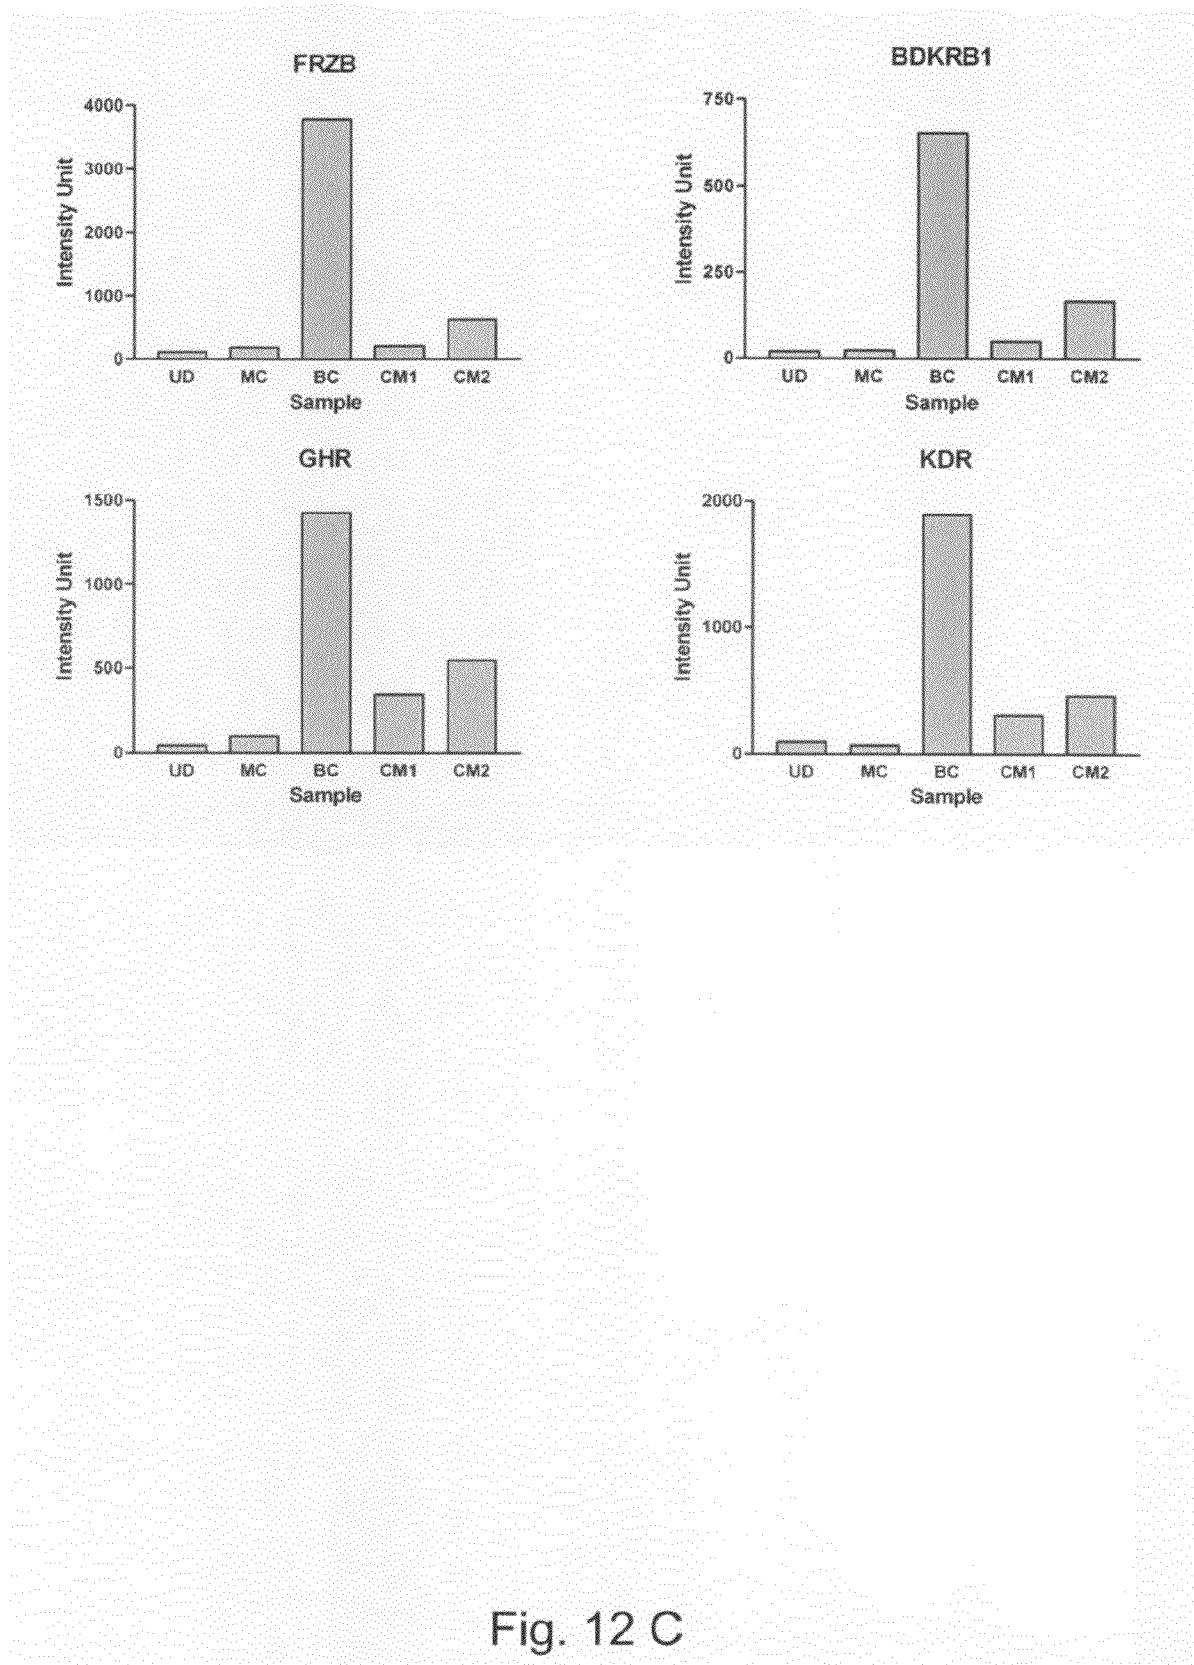 FRZB
4000
3000
2000
1000
0
Intensity Unit
UD MC BC CM1 CM2
Sample
BDKRB1
750
500
250
0
Intensity Unit
UD MC BC CM1 CM2
Sample
GHR
1500
1000
500
0
Intensity Unit
UD MC BC CM1 CM2
Sample
KDR
2000
1000
0
Intensity Unit
UD MC BC CM1 CM2
Sample
Fig. 12 C